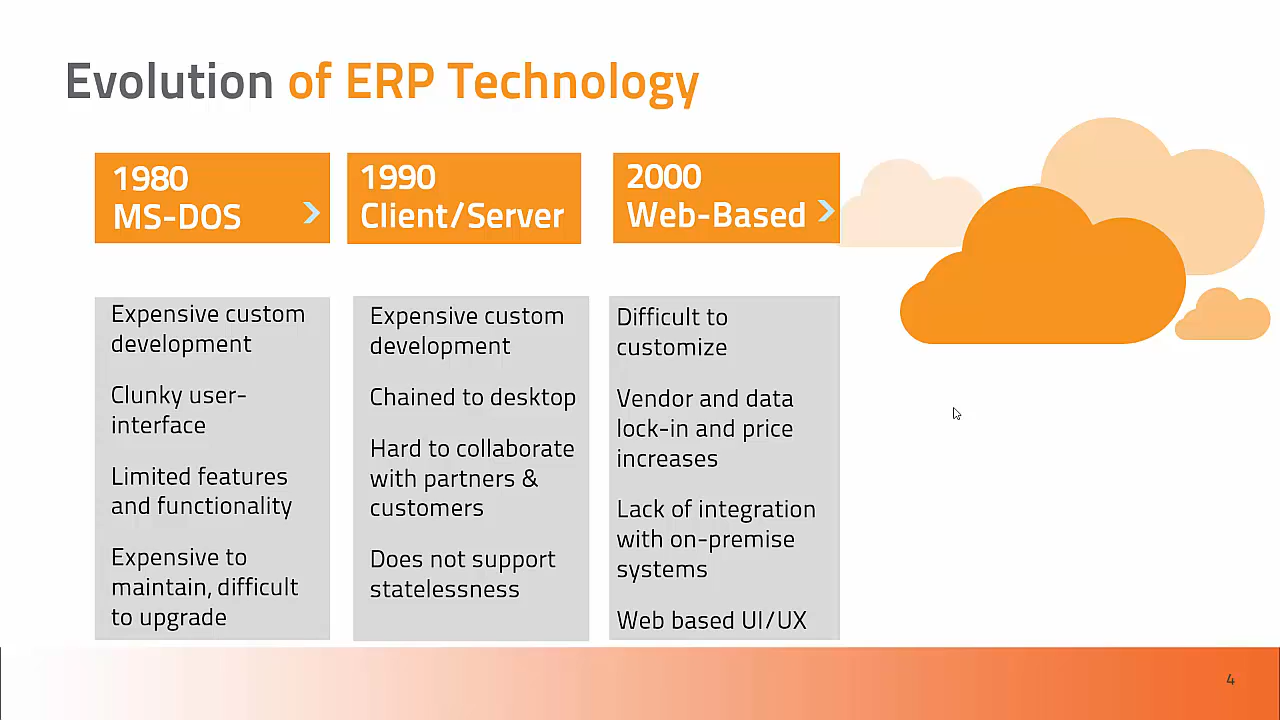 Evolution of ERP Technology
1980
MS-DOS
1990
Client/Server
2000
Web-Based
Expensive custom
development
Clunky user-
interface
Limited features
and functionality
Expensive to
maintain, difficult
to upgrade
Expensive custom
development
Chained to desktop
Hard to collaborate
with partners &
customers
Does not support
statelessness
Difficult to
customize
Vendor and data
lock-in and price
increases
Lack of integration
with on-premise
systems
Web based UI/UX
4